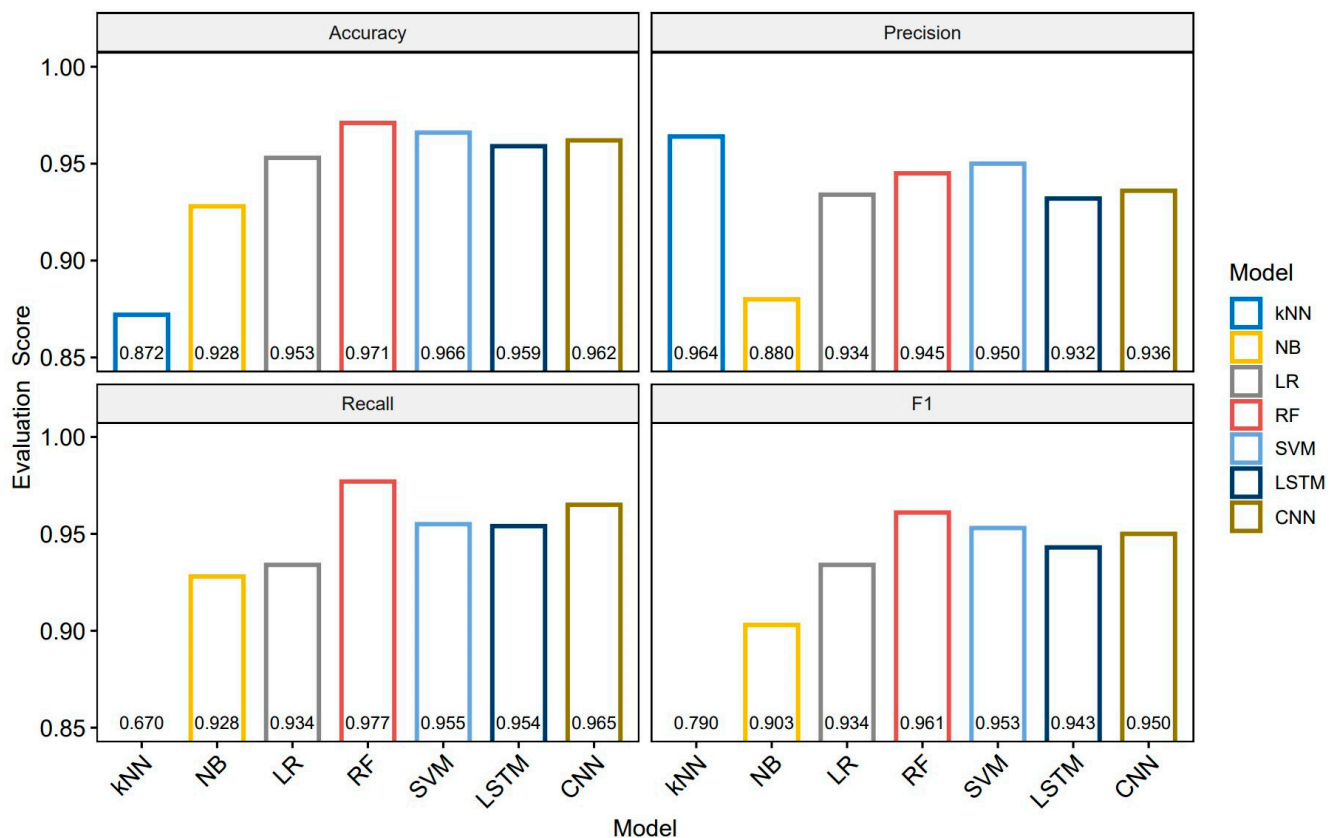 Accuracy
Precision
1.00
0.95
0.90
0.85
0.872 0.928 0.953 0.971 0.966 0.959 0.962
0.964 0.880 0.934 0.945 0.950 0.932 0.936
Recall
F1
1.00
0.95
0.90
0.85
0.670 0.928 0.934 0.977 0.955 0.954 0.965
0.790 0.903 0.934 0.961 0.953 0.943 0.950
kNN NB LR RF SVM LSTM CNN
kNN NB LR RF SVM LSTM CNN
Model
Evaluation Score
Model
kNN
NB
LR
RF
SVM
LSTM
CNN